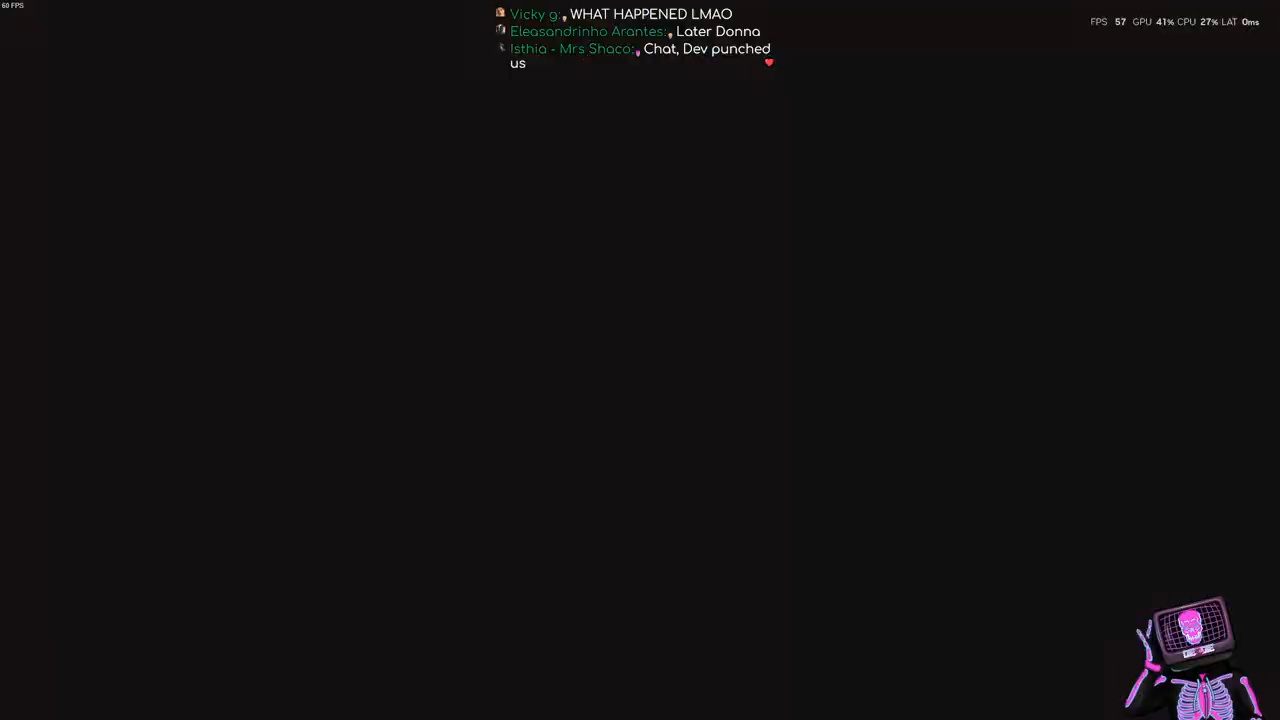 60 FPS
Vicky g: WHAT HAPPENED LMAO
FPS 57 GPU 41% CPU 27% LAT 0ms
Eleasandrinho Arantes: Later Donna
Isthia - Mrs Shaco: Chat, Dev punched
us